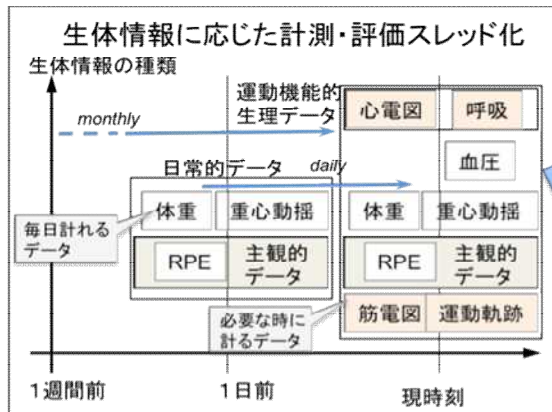 生体情報に応じた計測・評価スレッド化
生体情報の種類
monthly
運動機能的
生理データ
心電図
呼吸
血圧
日常的データ
daily
体重
重心動揺
体重
重心動揺
毎日計れる
データ
RPE
主観的
データ
RPE
主観的
データ
必要な時に
計るデータ
筋電図
運動軌跡
1週間前
1日前
現時刻